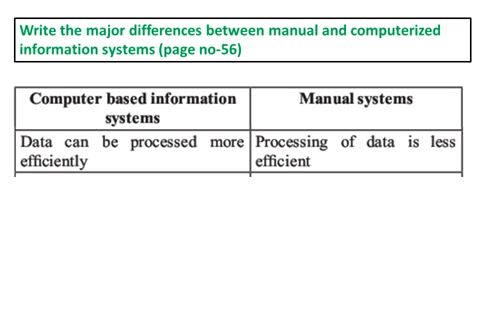 Write the major differences between manual and computerized
information systems (page no-56)
Computer based information
systems
Manual systems
Data can be processed more
efficiently
Processing of data is less
efficient